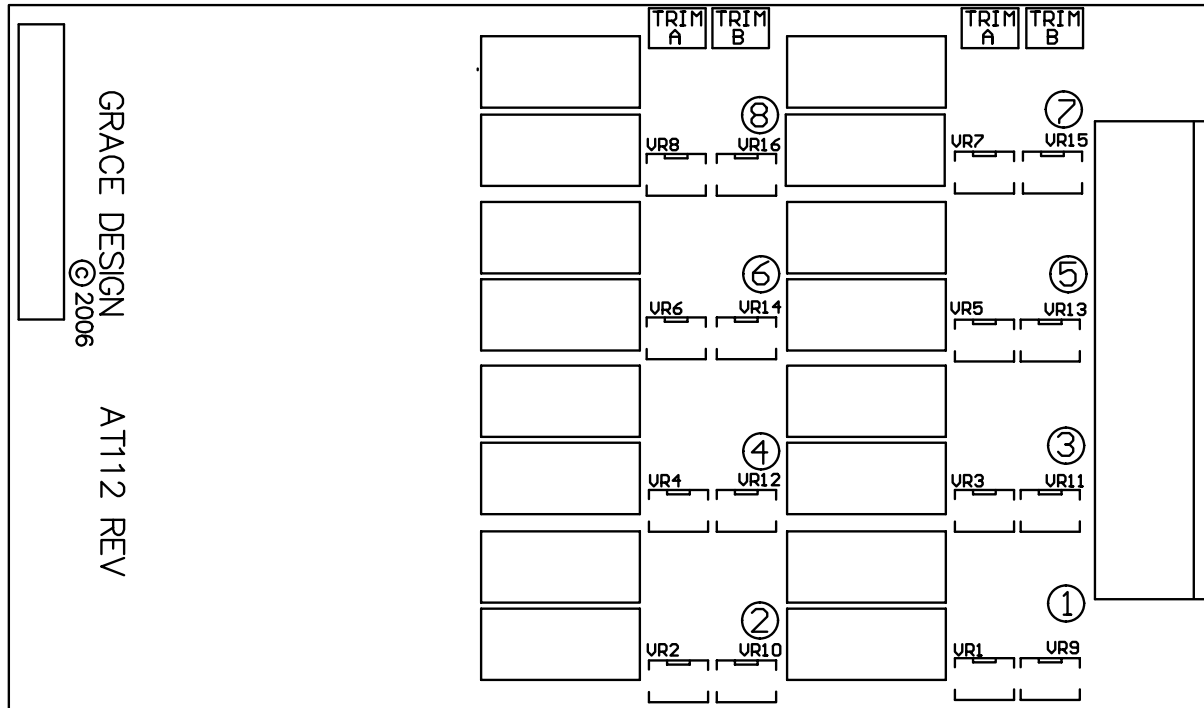 TRIM A TRIM B TRIM A TRIM B
8 7
VR8 VR16 VR7 VR15
6 5
VR6 VR14 VR5 VR13
4 3
VR4 VR12 VR3 VR11
2 1
VR2 VR10 VR1 VR9
GRACE DESIGN AT112 REV
© 2006